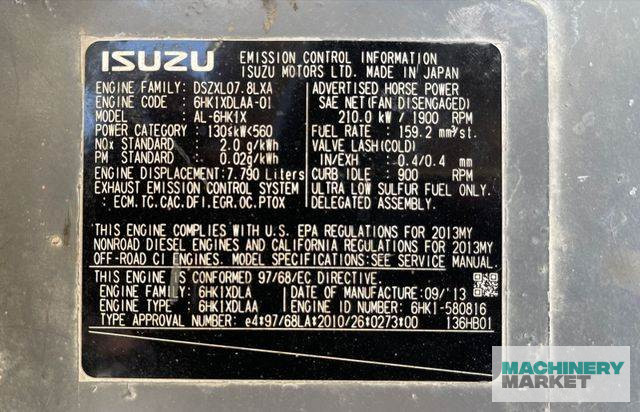 ISUZU EMISSION CONTROL INFORMATION
ISUZU MOTORS LTD. MADE IN JAPAN
ENGINE FAMILY: DSZXL07.8LXA
ENGINE CODE : 6HK1XDLAA-01
MODEL : AL-6HK1X
POWER CATEGORY : 130≤kW<560
NOx STANDARD : 2.0 g/kWh
PM STANDARD : 0.02g/kWh
ENGINE DISPLACEMENT: 7.790 Liters
EXHAUST EMISSION CONTROL SYSTEM
: ECM.TC.CAC.DFI.EGR.OC.PTOX
ADVERTISED HORSE POWER
SAE NET(FAN DISENGAGED)
210.0 kW / 1900 RPM
FUEL RATE : 159.2 mm³/st.
VALVE LASH(COLD)
IN/EXH : 0.4/0.4 mm
CURB IDLE : 900 RPM
ULTRA LOW SULFUR FUEL ONLY.
DELEGATED ASSEMBLY.
THIS ENGINE COMPLIES WITH U.S. EPA REGULATIONS FOR 2013MY
NONROAD DIESEL ENGINES AND CALIFORNIA REGULATIONS FOR 2013MY
OFF-ROAD CI ENGINES. MODEL SPECIFICATIONS:SEE SERVICE MANUAL.
THIS ENGINE IS CONFORMED 97/68/EC DIRECTIVE.
ENGINE FAMILY : 6HK1XDLA DATE OF MANUFACTURE: 09/'13
ENGINE TYPE : 6HK1XDLAA ENGINE ID NUMBER: 6HK1-580816
TYPE APPROVAL NUMBER: e4*97/68LA*2010/26*0273*00 136HB01
MACHINERY
MARKET